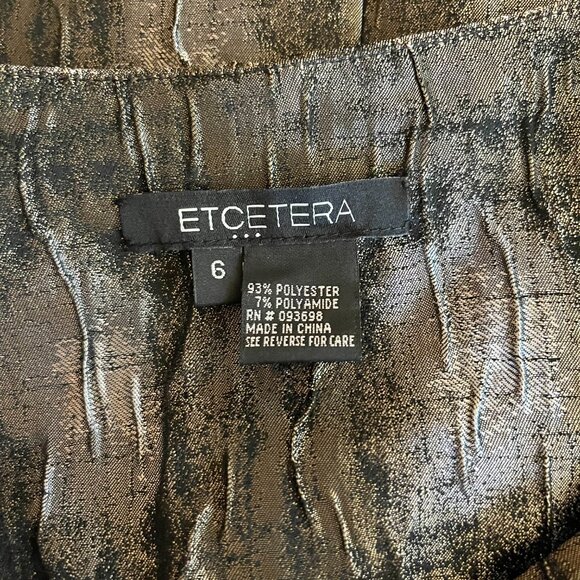 ETCETERA
6
93% POLYESTER
7% POLYAMIDE
RN # 093698
MADE IN CHINA
SEE REVERSE FOR CARE